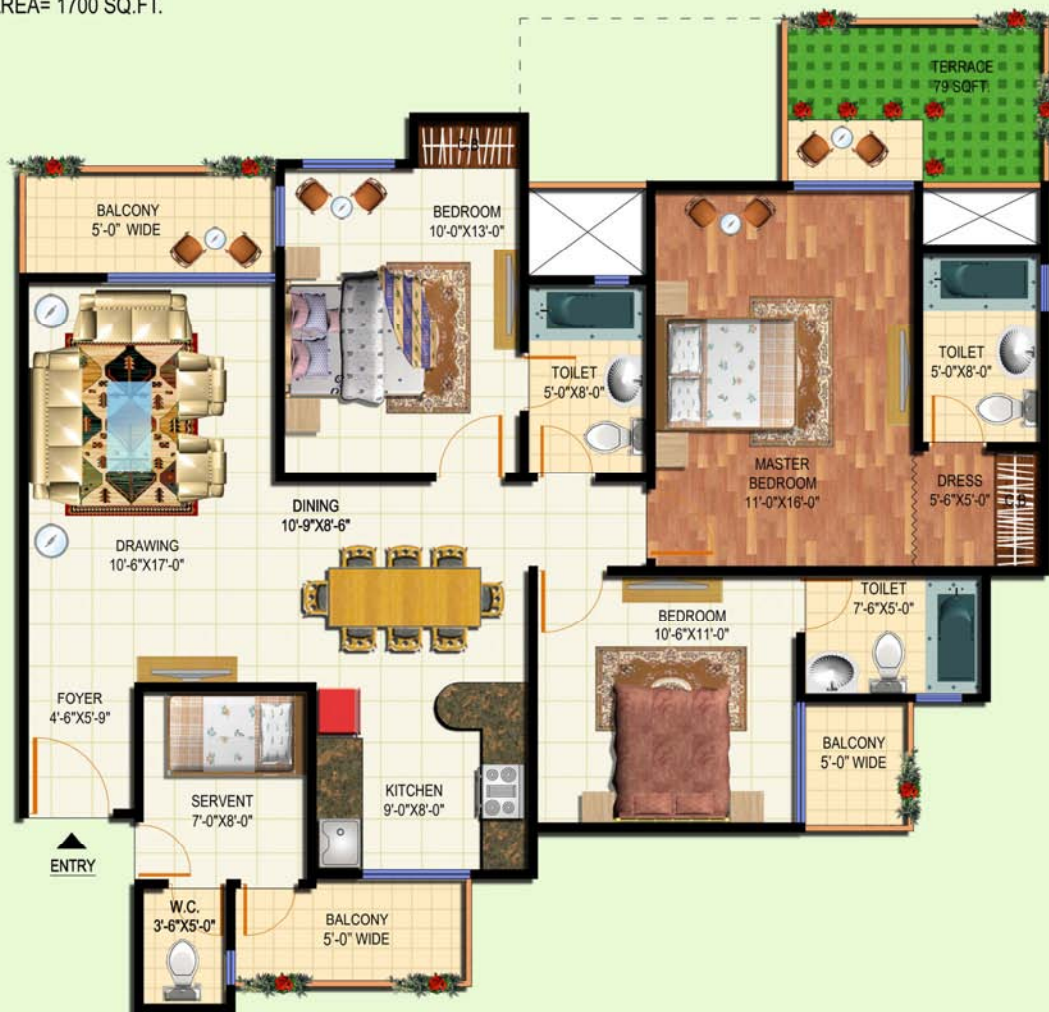 AREA= 1700 SQ.FT.
TERRACE
79 SQFT.
C.B
BALCONY
5'-0" WIDE
BEDROOM
10'-0"X13'-0"
TOILET
5'-0"X8'-0"
TOILET
5'-0"X8'-0"
MASTER
BEDROOM
11'-0"X16'-0"
DRESS
5'-6"X5'-0"
C.B
DINING
10'-9"X8'-6"
DRAWING
10'-6"X17'-0"
BEDROOM
10'-6"X11'-0"
TOILET
7'-6"X5'-0"
FOYER
4'-6"X5'-9"
BALCONY
5'-0" WIDE
SERVENT
7'-0"X8'-0"
KITCHEN
9'-0"X8'-0"
ENTRY
W.C.
3'-6"X5'-0"
BALCONY
5'-0" WIDE